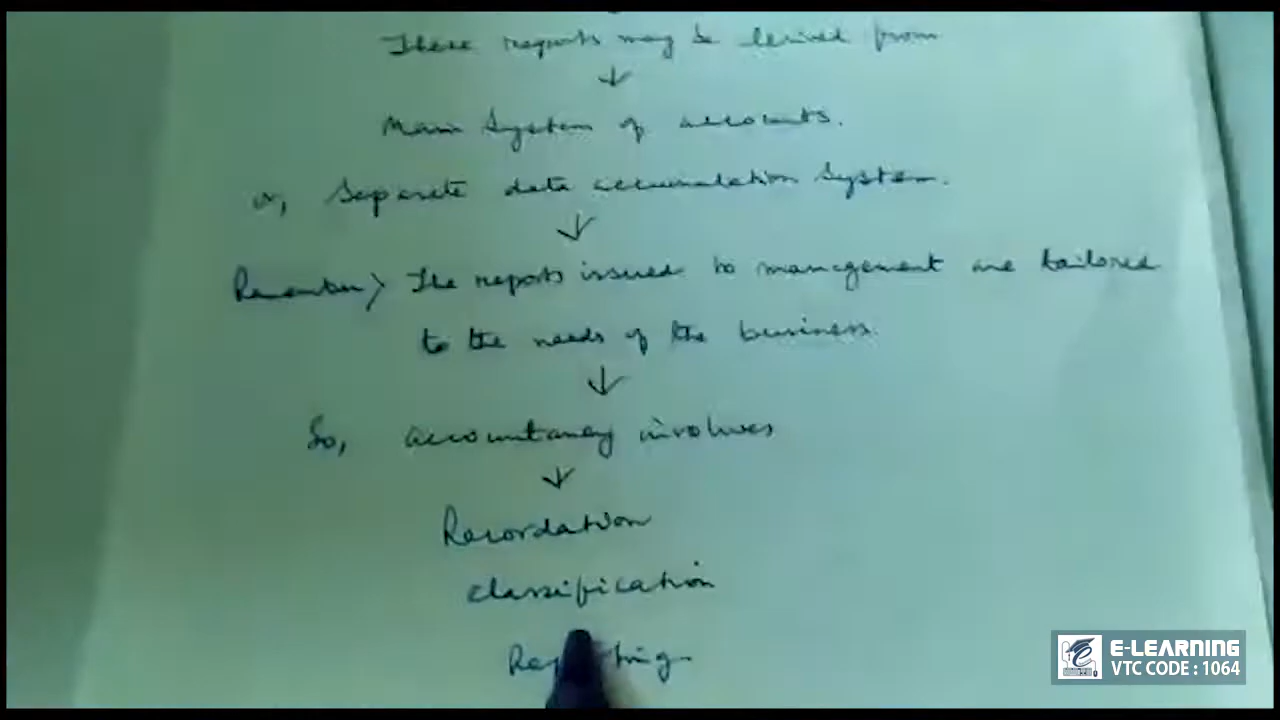 These reports may be derived from
↓
Main System of accounts.
or, Separate data accumulation System.
↓
Remember > The reports issued to management are tailored
to the needs of the business.
↓
So, accountancy involves
↓
Recordation
classification
Reporting
E-LEARNING
VTC CODE : 1064